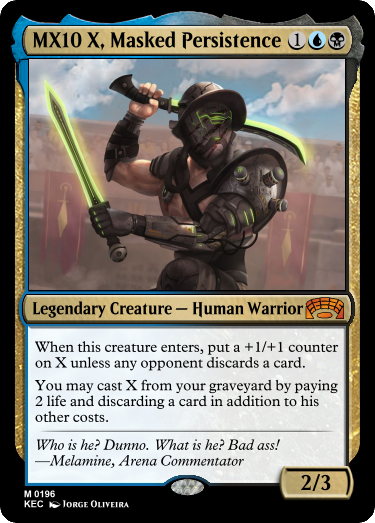 MX10 X, Masked Persistence 1
Legendary Creature — Human Warrior
When this creature enters, put a +1/+1 counter
on X unless any opponent discards a card.
You may cast X from your graveyard by paying
2 life and discarding a card in addition to
his other costs.
Who is he? Dunno. What is he? Bad ass!
—Melamine, Arena Commentator
2/3
M 0196
KEC Jorge Oliveira